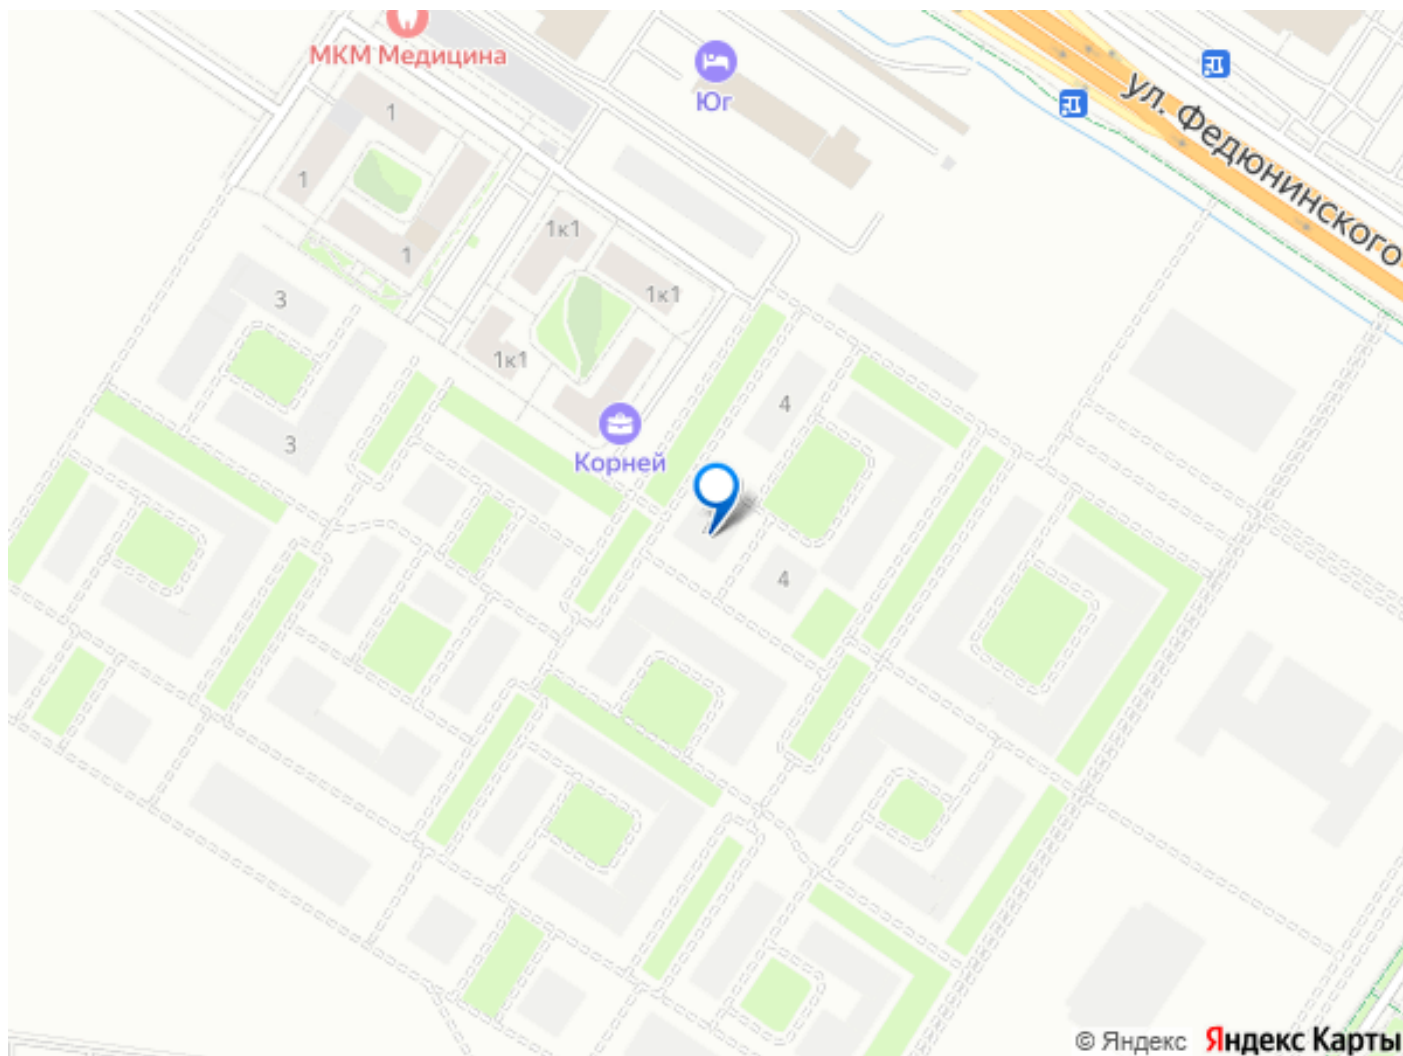 МКМ Медицина
Юг
ул. Федюнинского
1
1
1
1к1
1к1
1к1
3
3
4
Корней
4
© Яндекс Яндекс Карты